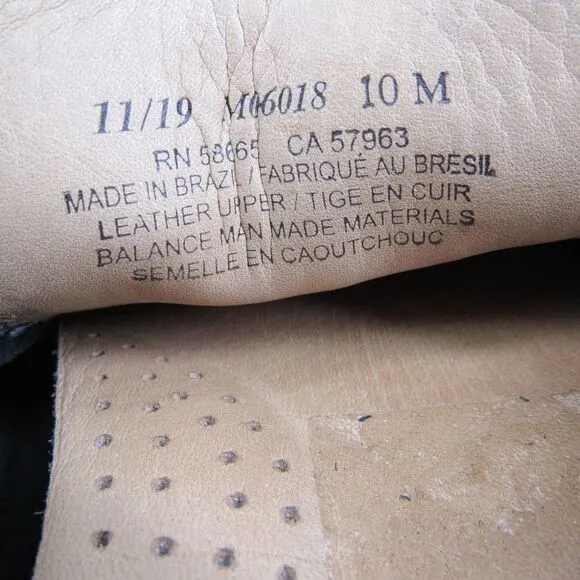 11/19 M06018 10 M
RN 58665 CA 57963
MADE IN BRAZIL / FABRIQUÉ AU BRÉSIL
LEATHER UPPER / TIGE EN CUIR
BALANCE MAN MADE MATERIALS
SEMELLE EN CAOUTCHOUC